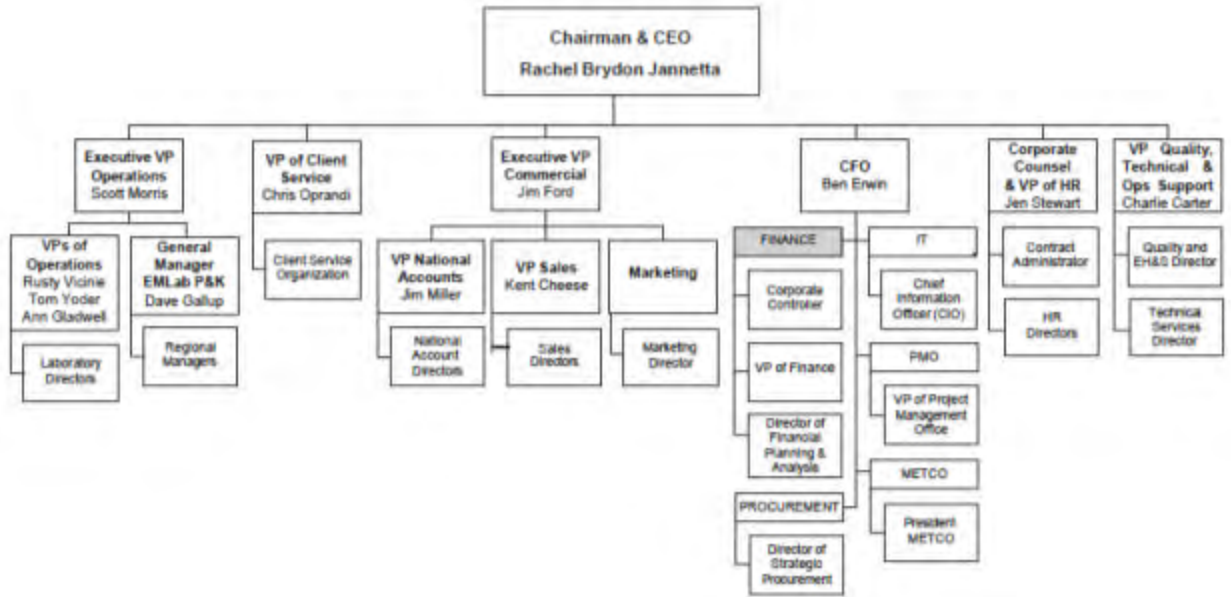 Chairman & CEO
Rachel Brydon Jannetta
Executive VP
Operations
Scott Morris
VP of Client
Service
Chris Oprandi
Executive VP
Commercial
Jim Ford
CFO
Ben Erwin
Corporate
Counsel
& VP of HR
Jen Stewart
VP Quality,
Technical &
Ops Support
Charlie Carter
VPs of
Operations
Rusty Vicinie
Tom Yoder
Ann Gladwell
General
Manager
EMLab P&K
Dave Gallup
Client Service
Organization
VP National
Accounts
Jim Miller
VP Sales
Kent Cheese
Marketing
FINANCE
IT
Contract
Administrator
Quality and
EH&S Director
Laboratory
Directors
Regional
Managers
National
Account
Directors
Sales
Directors
Marketing
Director
Corporate
Controller
Chief
Information
Officer (CIO)
HR
Directors
Technical
Services
Director
VP of Finance
PMO
VP of Project
Management
Office
Director of
Financial
Planning &
Analysis
METCO
President
METCO
PROCUREMENT
Director of
Strategic
Procurement